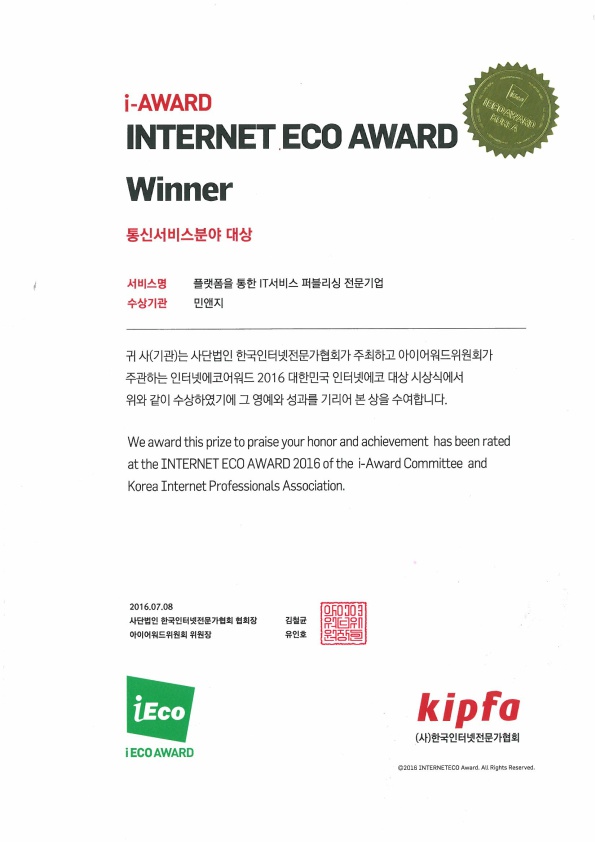 i-AWARD
INTERNET ECO AWARD
Winner
통신서비스분야 대상
서비스명 플랫폼을 통한 IT서비스 퍼블리싱 전문기업
수상기관 민앤지
귀 사(기관)는 사단법인 한국인터넷전문가협회가 주최하고 아이어워드위원회가
주관하는 인터넷에코어워드 2016 대한민국 인터넷에코 대상 시상식에서
위와 같이 수상하였기에 그 영예와 성과를 기리어 본 상을 수여합니다.
We award this prize to praise your honor and achievement has been rated
at the INTERNET ECO AWARD 2016 of the i-Award Committee and
Korea Internet Professionals Association.
2016.07.08
사단법인 한국인터넷전문가협회 협회장 김철균
아이어워드위원회 위원장 유인호
iEco
i ECO AWARD
kipfa
(사)한국인터넷전문가협회
©2016 INTERNETECO Award. All Rights Reserved.